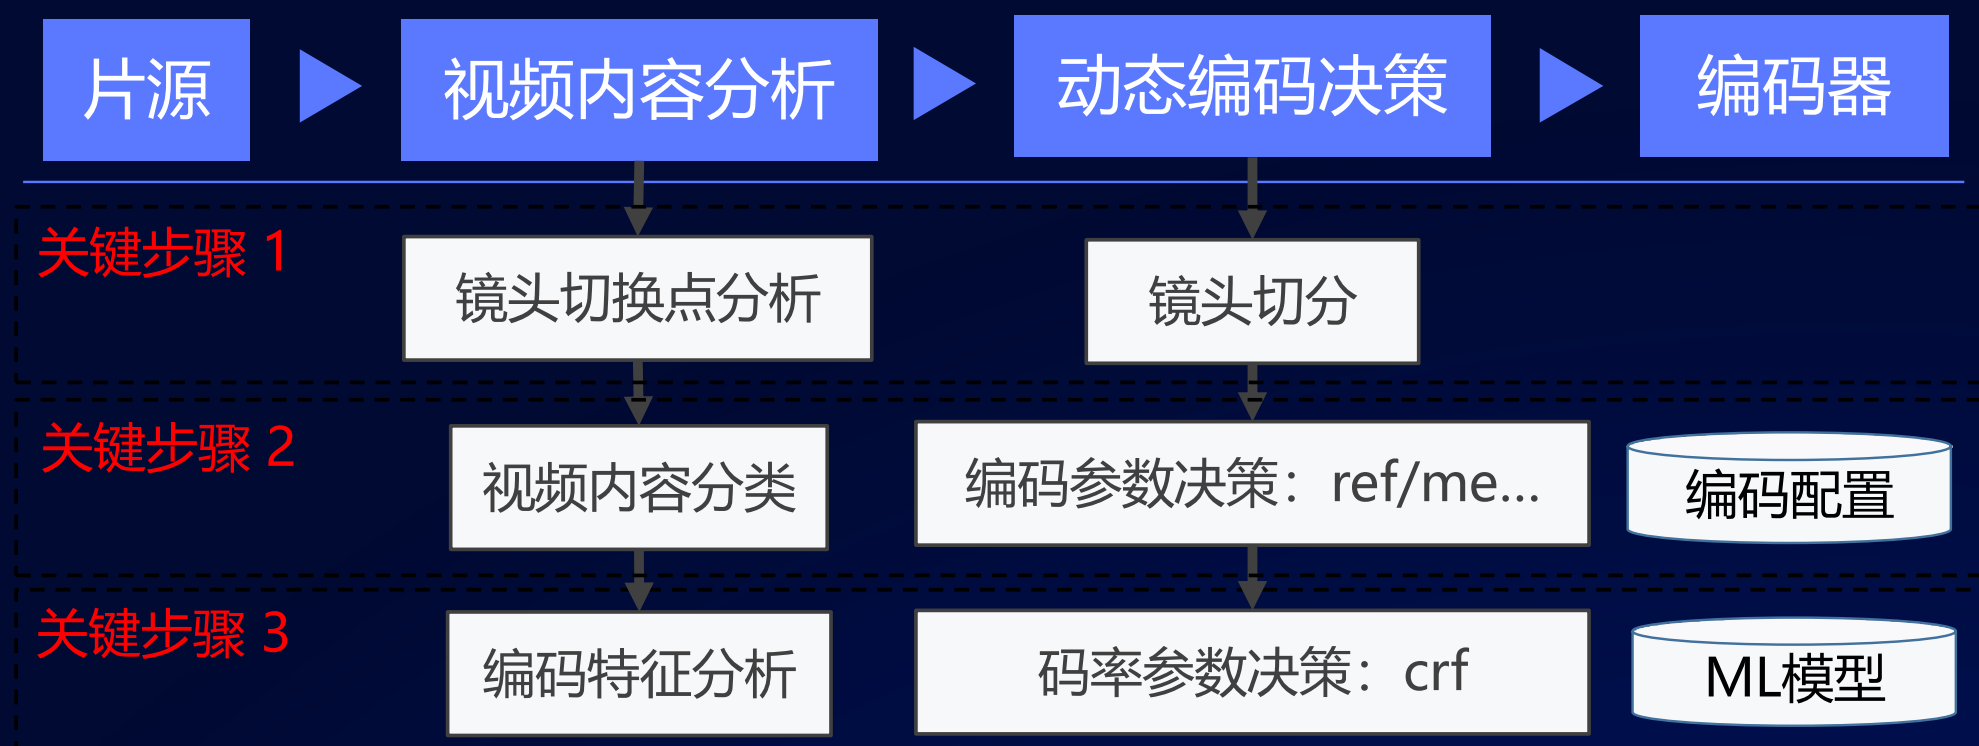 片源
视频内容分析
动态编码决策
编码器
关键步骤 1
镜头切换点分析
镜头切分
关键步骤 2
视频内容分类
编码参数决策：ref/me...
编码配置
关键步骤 3
编码特征分析
码率参数决策：crf
ML模型